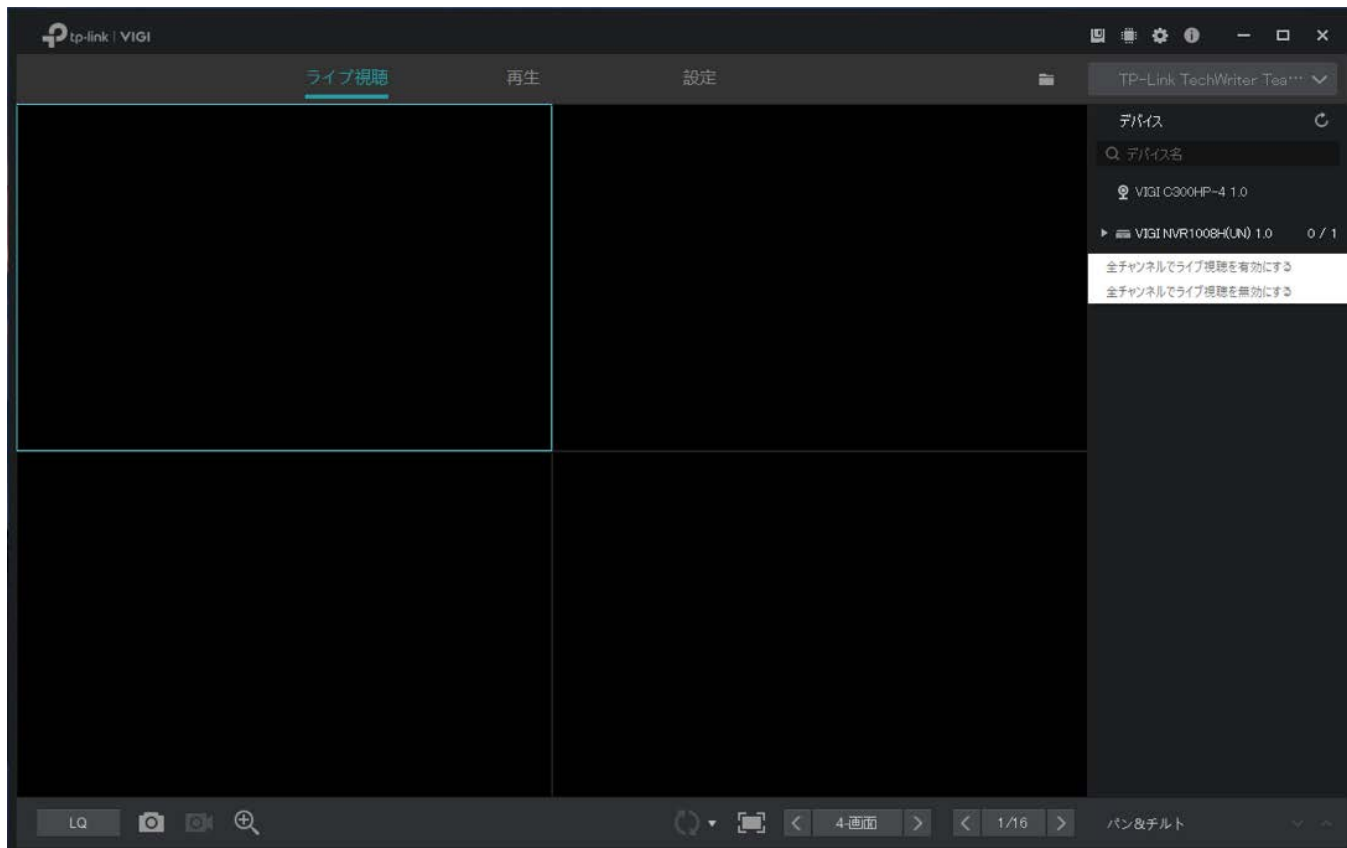 tp-link | VIGI
ライブ視聴 再生 設定 TP-Link TechWriter Tea...
デバイス
デバイス名
VIGI C300HP-4 1.0
VIGI NVR1008H(UN) 1.0 0 / 1
全チャンネルでライブ視聴を有効にする
全チャンネルでライブ視聴を無効にする
LQ 4-画面 1/16 パン&チルト